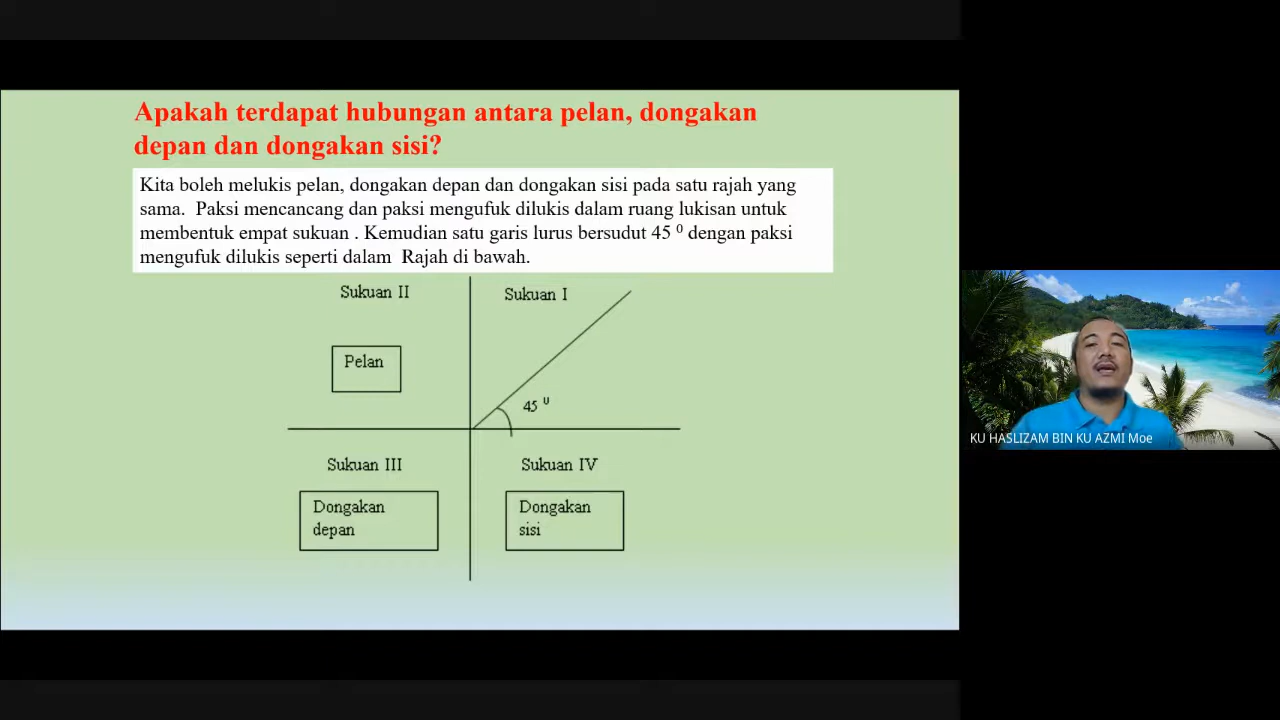 Apakah terdapat hubungan antara pelan, dongakan
depan dan dongakan sisi?
Kita boleh melukis pelan, dongakan depan dan dongakan sisi pada satu rajah yang
sama. Paksi mencancang dan paksi mengufuk dilukis dalam ruang lukisan untuk
membentuk empat sukuan . Kemudian satu garis lurus bersudut 45 ⁰ dengan paksi
mengufuk dilukis seperti dalam Rajah di bawah.
Sukuan II
Sukuan I
Pelan
45 ⁰
Sukuan III
Sukuan IV
Dongakan
depan
Dongakan
sisi
KU HASLIZAM BIN KU AZMI Moe